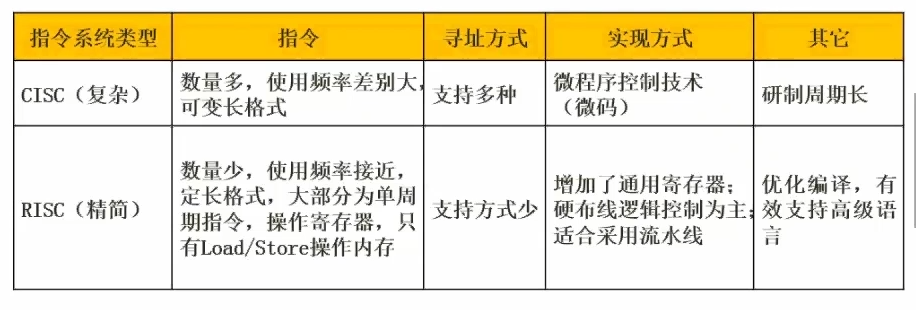 指令系统类型 指令 寻址方式 实现方式 其它
CISC（复杂） 数量多，使用频率差别大，可变长格式 支持多种 微程序控制技术（微码） 研制周期长
RISC（精简） 数量少，使用频率接近，定长格式，大部分为单周期指令，操作寄存器，只有Load/Store操作内存 支持方式少 增加了通用寄存器；硬布线逻辑控制为主；适合采用流水线 优化编译，有效支持高级语言